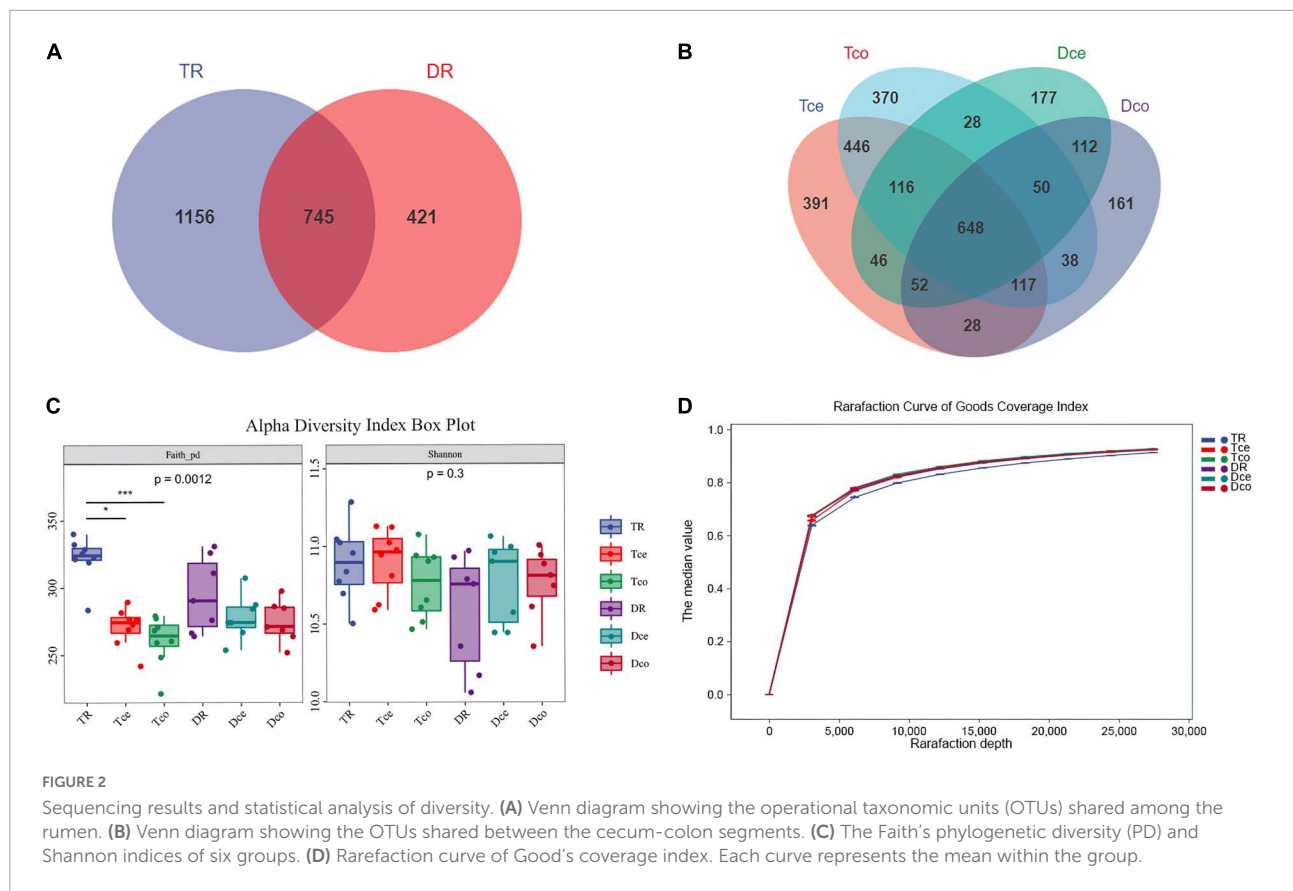 A
TR
DR
1156
745
421
B
Tco
Dce
Tce
Dco
370
177
28
446
112
116
50
391
161
648
46
38
52
117
28
C
Alpha Diversity Index Box Plot
Faith_pd
Shannon
p = 0.0012
p = 0.3
***
*
350
300
250
11.5
11.0
10.5
10.0
TR
Tce
Tco
DR
Dce
Dco
TR
Tce
Tco
DR
Dce
Dco
TR
Tce
Tco
DR
Dce
Dco
D
Rarafaction Curve of Goods Coverage Index
The median value
1.0
0.8
0.6
0.4
0.2
0.0
0
5,000
10,000
15,000
20,000
25,000
30,000
Rarafaction depth
TR
Tce
Tco
DR
Dce
Dco
FIGURE 2
Sequencing results and statistical analysis of diversity. (A) Venn diagram showing the operational taxonomic units (OTUs) shared among the
rumen. (B) Venn diagram showing the OTUs shared between the cecum-colon segments. (C) The Faith's phylogenetic diversity (PD) and
Shannon indices of six groups. (D) Rarefaction curve of Good's coverage index. Each curve represents the mean within the group.